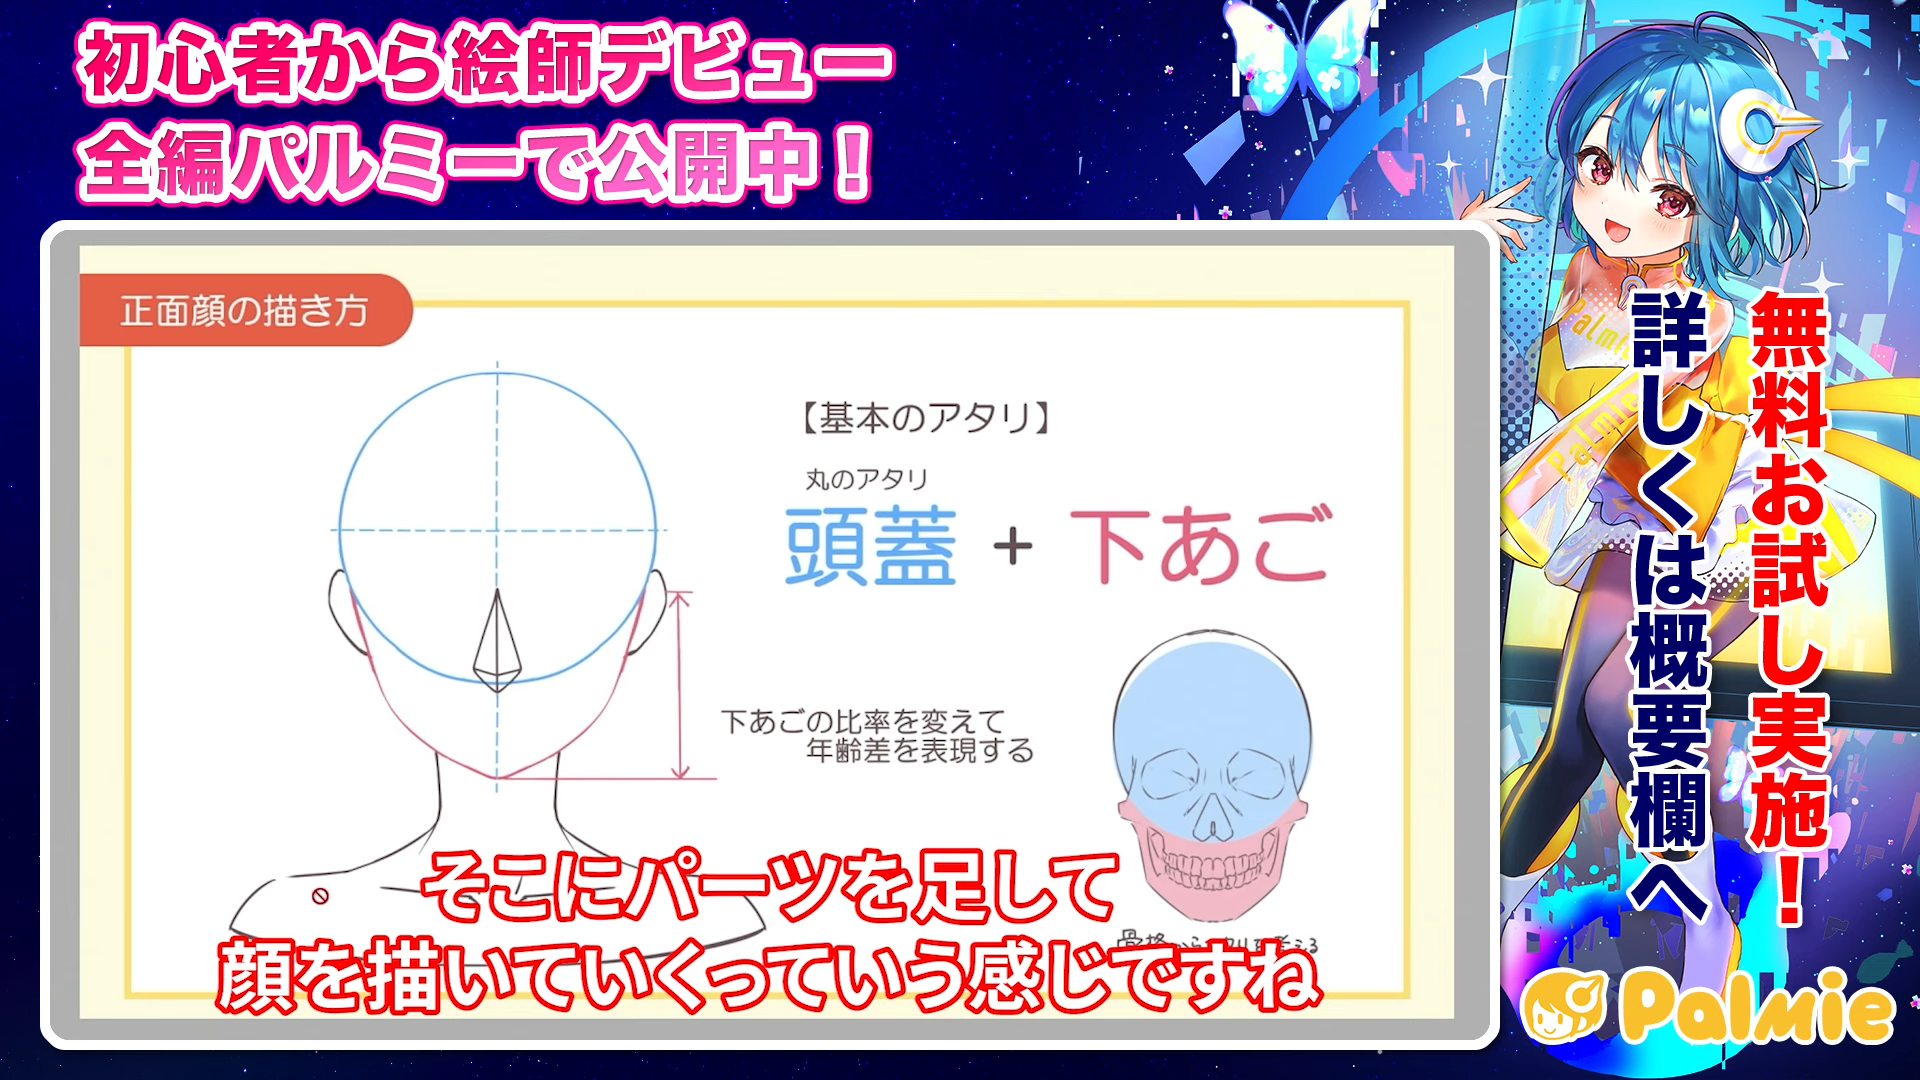 初心者から絵師デビュー
全編パルミーで公開中！
正面顔の描き方
【基本のアタリ】
丸のアタリ
頭蓋 + 下あご
下あごの比率を変えて
年齢差を表現する
そこにパーツを足して
顔を描いていくっていう感じですね
無料お試し実施！
詳しくは概要欄へ
Palmie
Palmie
Palmie